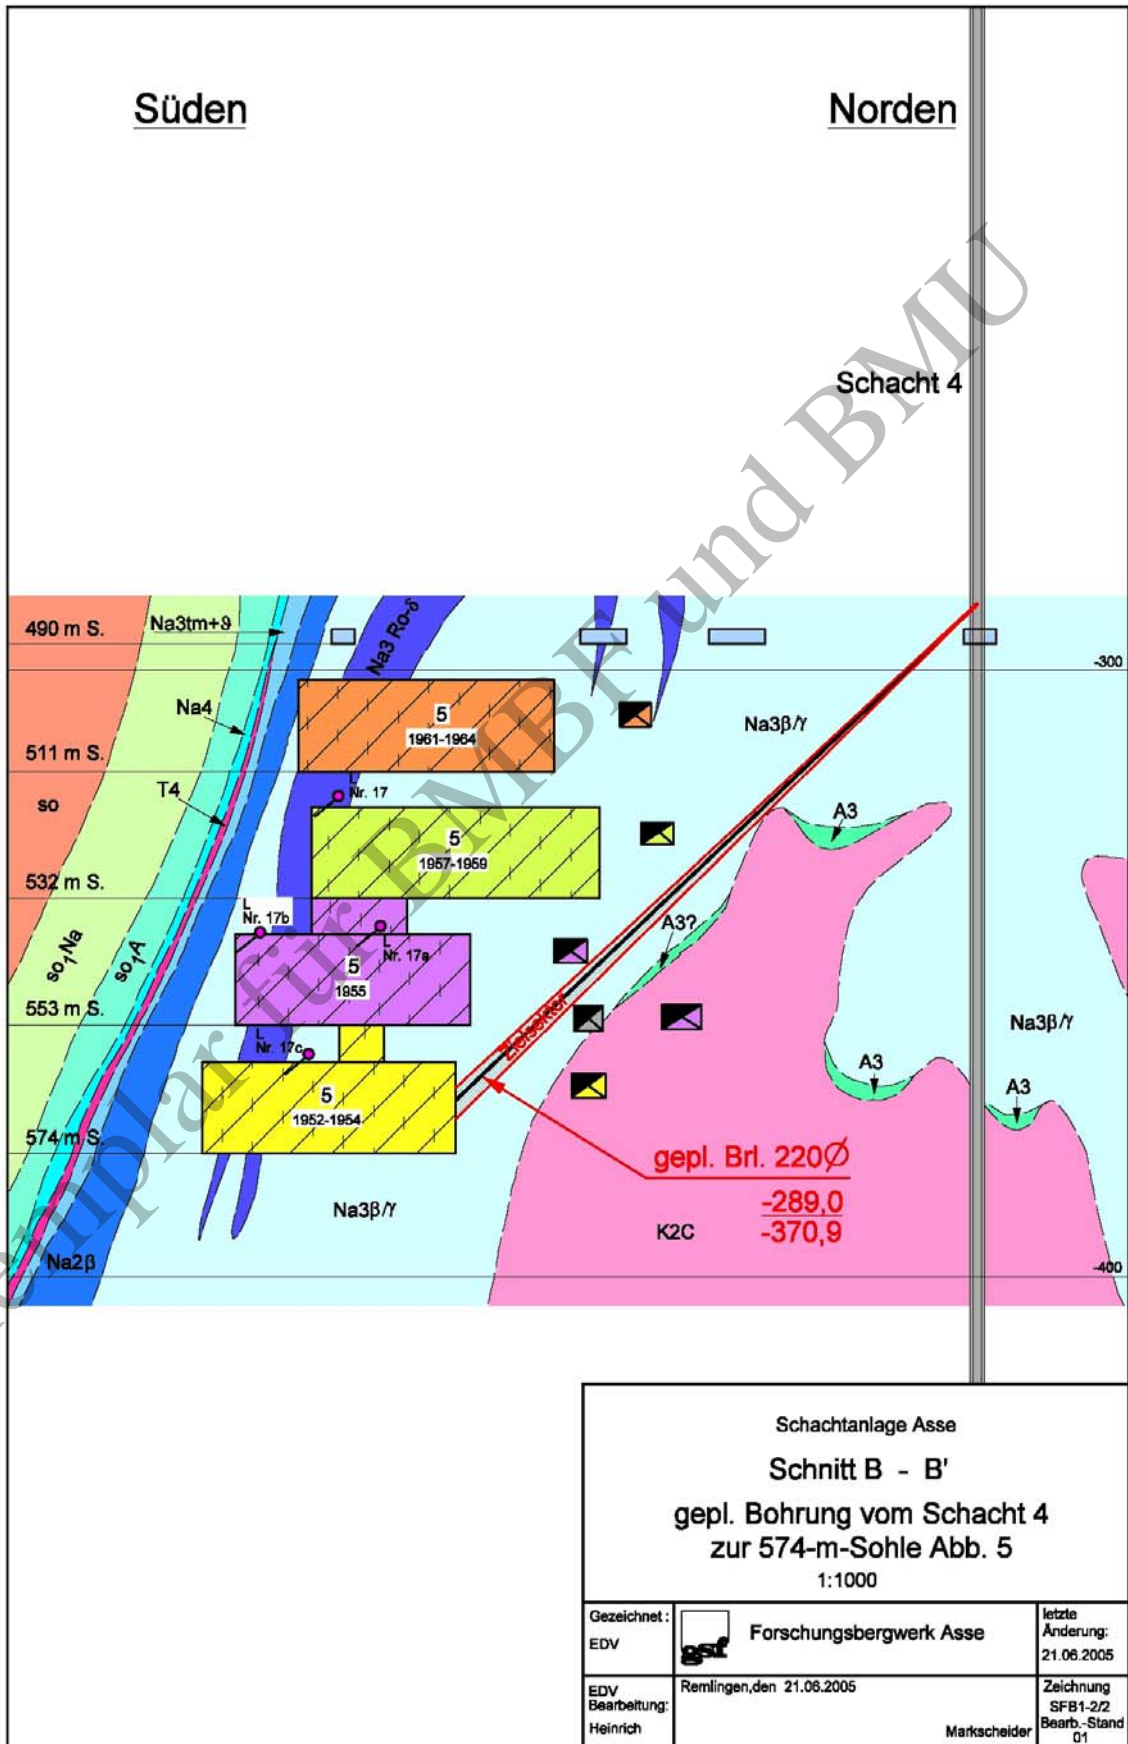 Süden
Norden
Schacht 4
490 m S.
Na3tm+ϑ
Na3 Ro-δ
-300
Na4
5
1961-1964
Na3β/γ
511 m S.
T4
L
Nr. 17
so
A3
5
1957-1959
532 m S.
L
Nr. 17b
A3?
so₁Na
so₁A
L
Nr. 17a
5
1955
553 m S.
Zielsektor
Na3β/γ
L
Nr. 17c
A3
A3
5
1952-1954
574 m S.
gepl. Brl. 220Ø
-289,0
-370,9
Na3β/γ
K2C
Na2β
-400
emplar für BMBF und BMU
Schachtanlage Asse
Schnitt B - B'
gepl. Bohrung vom Schacht 4
zur 574-m-Sohle Abb. 5
1:1000
Gezeichnet :
EDV
gsf
Forschungsbergwerk Asse
letzte
Änderung:
21.06.2005
EDV
Bearbeitung:
Heinrich
Remlingen,den 21.06.2005
Markscheider
Zeichnung
SFB1-2/2
Bearb.-Stand
01